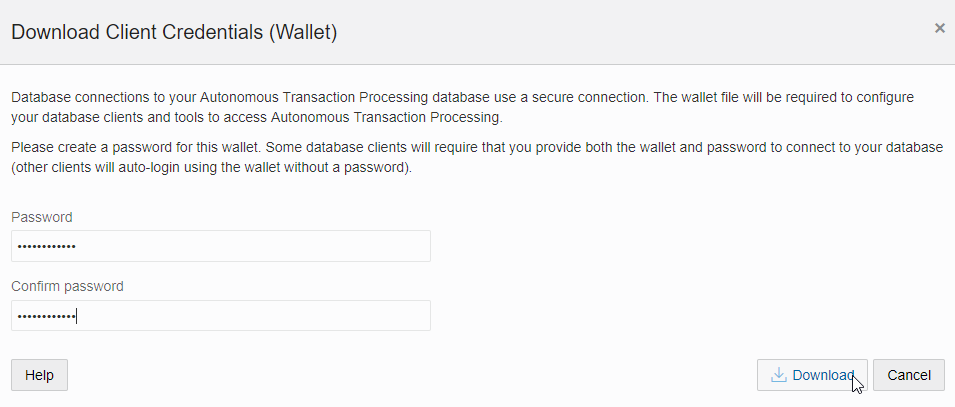 Download Client Credentials (Wallet)
×
Database connections to your Autonomous Transaction Processing database use a secure connection. The wallet file will be required to configure
your database clients and tools to access Autonomous Transaction Processing.
Please create a password for this wallet. Some database clients will require that you provide both the wallet and password to connect to your database
(other clients will auto-login using the wallet without a password).
Password
••••••••••••
Confirm password
••••••••••••
Help
Download
Cancel